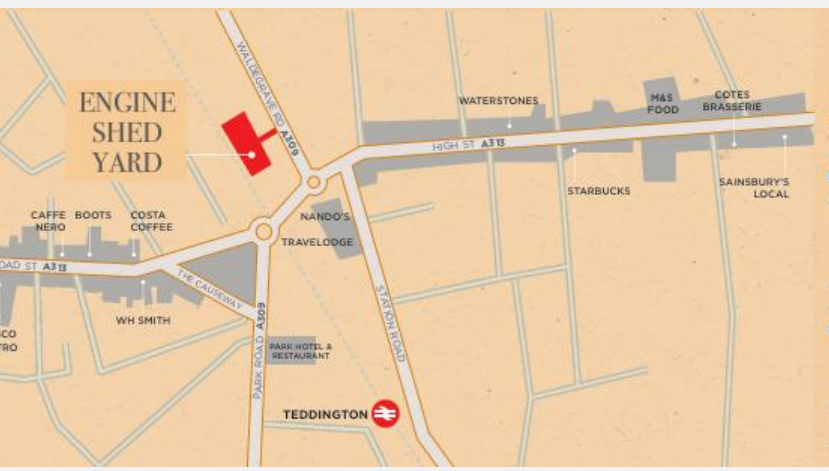 ENGINE
SHED
YARD
WALDEGRAVE RD A309
WATERSTONES
M&S
FOOD
COTES
BRASSERIE
HIGH ST A313
STARBUCKS
SAINSBURY'S
LOCAL
CAFFE
NERO
BOOTS
COSTA
COFFEE
NANDO'S
TRAVELODGE
OAD ST A313
THE CAUSEWAY
WH SMITH
SCO
TRO
PARK ROAD A309
PARK HOTEL &
RESTAURANT
STATION ROAD
TEDDINGTON